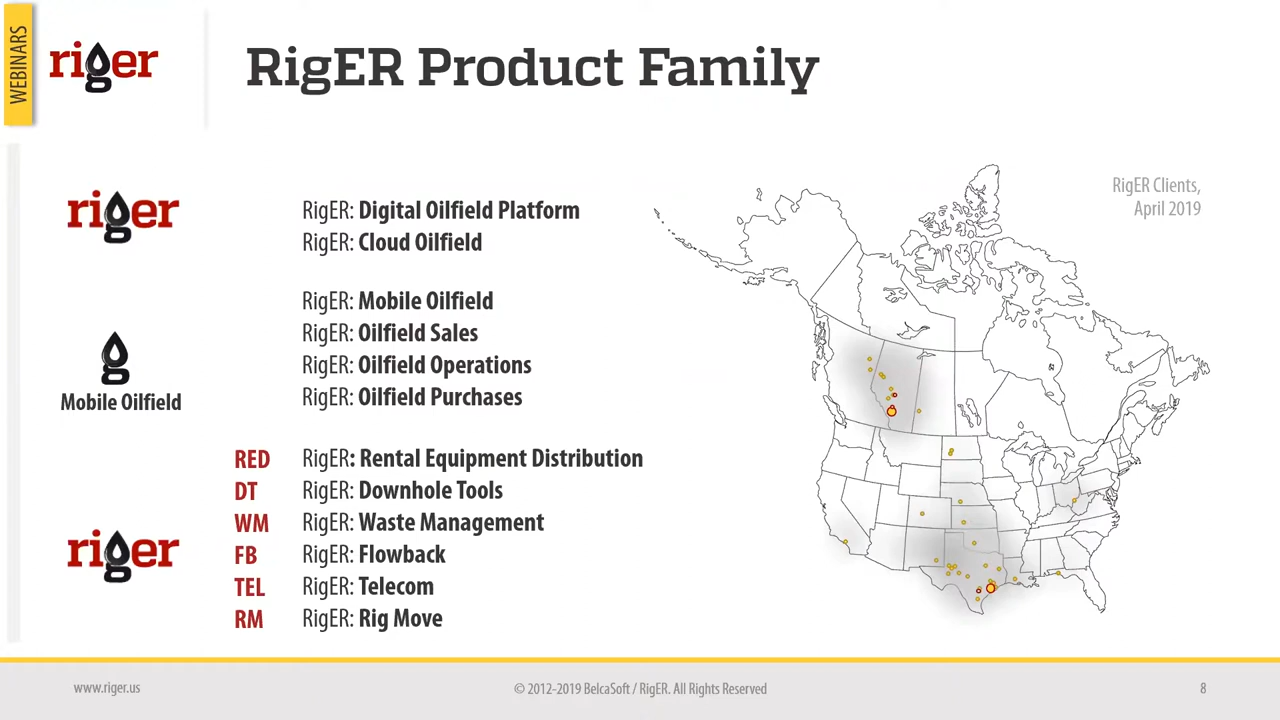 WEBINARS
riger
RigER Product Family
RigER Clients,
April 2019
riger
RigER: Digital Oilfield Platform
RigER: Cloud Oilfield
Mobile Oilfield
RigER: Mobile Oilfield
RigER: Oilfield Sales
RigER: Oilfield Operations
RigER: Oilfield Purchases
riger
RED RigER: Rental Equipment Distribution
DT RigER: Downhole Tools
WM RigER: Waste Management
FB RigER: Flowback
TEL RigER: Telecom
RM RigER: Rig Move
www.riger.us
© 2012-2019 BelcaSoft / RigER. All Rights Reserved
8